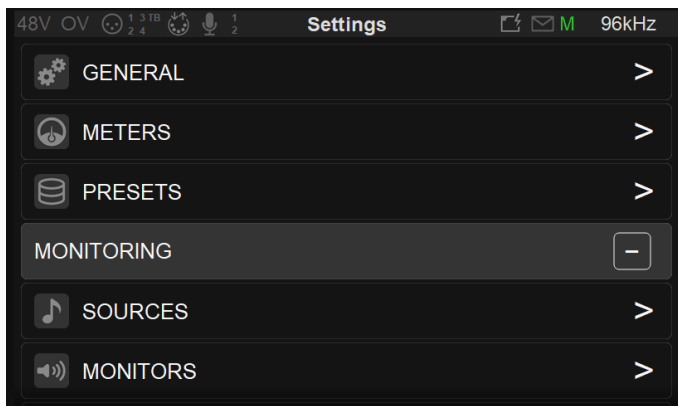 48V OV 1 3 TB 2 4 1 2 Settings M 96kHz
GENERAL >
METERS >
PRESETS >
MONITORING −
SOURCES >
MONITORS >